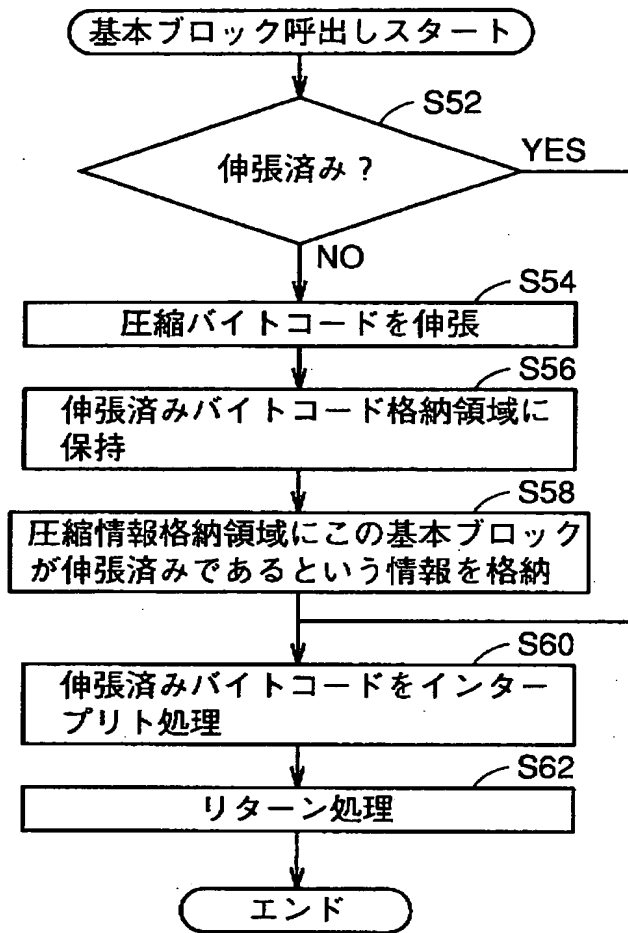 基本ブロック呼出しスタート
S52
伸張済み？
YES
NO
S54
圧縮バイトコードを伸張
S56
伸張済みバイトコード格納領域に
保持
S58
圧縮情報格納領域にこの基本ブロック
が伸張済みであるという情報を格納
S60
伸張済みバイトコードをインター
プリト処理
S62
リターン処理
エンド